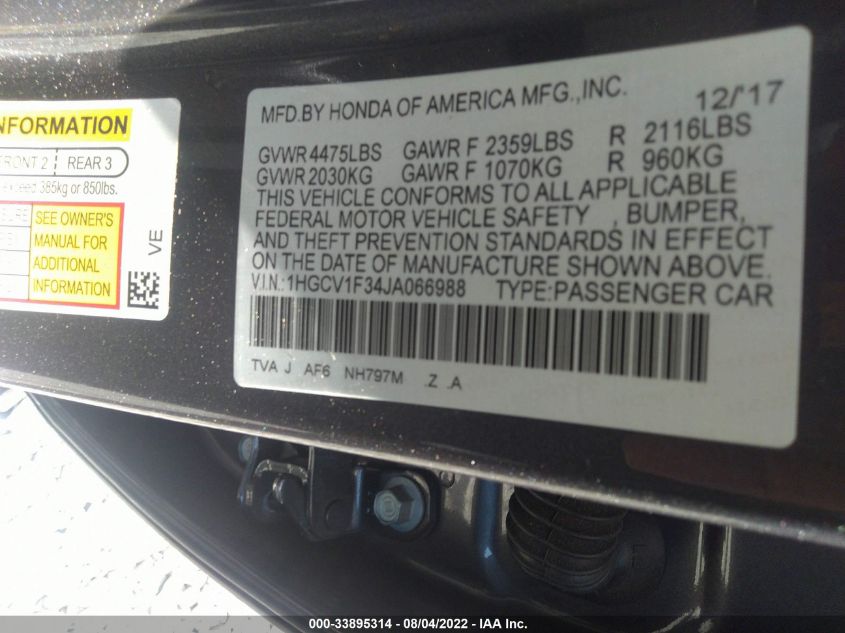 NFORMATION
FRONT 2 REAR 3
exceed 385kg or 850lbs.
SEE OWNER'S
MANUAL FOR
ADDITIONAL
INFORMATION
VE
MFD.BY HONDA OF AMERICA MFG.,INC. 12/'17
GVWR 4475LBS GAWR F 2359LBS R 2116LBS
GVWR 2030KG GAWR F 1070KG R 960KG
THIS VEHICLE CONFORMS TO ALL APPLICABLE
FEDERAL MOTOR VEHICLE SAFETY , BUMPER,
AND THEFT PREVENTION STANDARDS IN EFFECT
ON THE DATE OF MANUFACTURE SHOWN ABOVE.
V.I.N.:1HGCV1F34JA066988 TYPE:PASSENGER CAR
TVA J AF6 NH797M .Z .A
000-33895314 - 08/04/2022 - IAA Inc.